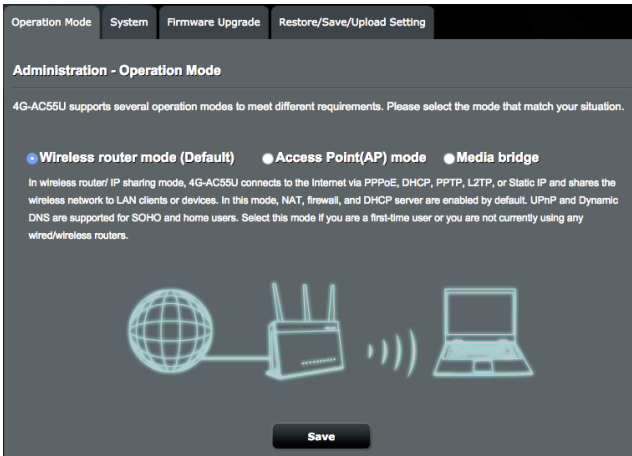 Operation Mode System Firmware Upgrade Restore/Save/Upload Setting
Administration - Operation Mode
4G-AC55U supports several operation modes to meet different requirements. Please select the mode that match your situation.
Wireless router mode (Default) Access Point(AP) mode Media bridge
In wireless router/ IP sharing mode, 4G-AC55U connects to the Internet via PPPoE, DHCP, PPTP, L2TP, or Static IP and shares the
wireless network to LAN clients or devices. In this mode, NAT, firewall, and DHCP server are enabled by default. UPnP and Dynamic
DNS are supported for SOHO and home users. Select this mode if you are a first-time user or you are not currently using any
wired/wireless routers.
Save